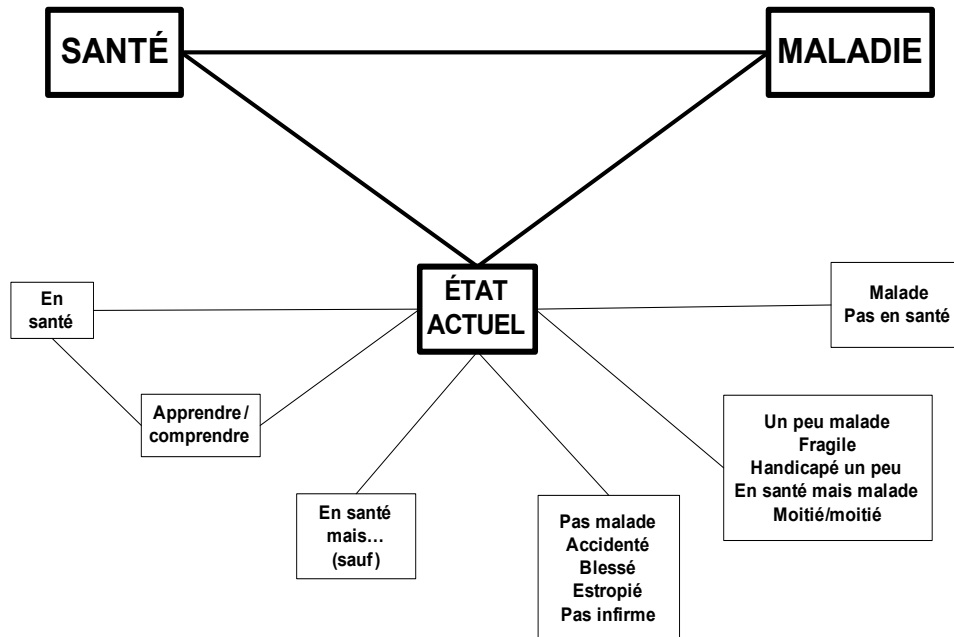 SANTÉ
MALADIE
ÉTAT
ACTUEL
En
santé
Malade
Pas en santé
Apprendre/
comprendre
Un peu malade
Fragile
Handicapé un peu
En santé mais malade
Moitié/moitié
En santé
mais…
(sauf)
Pas malade
Accidenté
Blessé
Estropié
Pas infirme